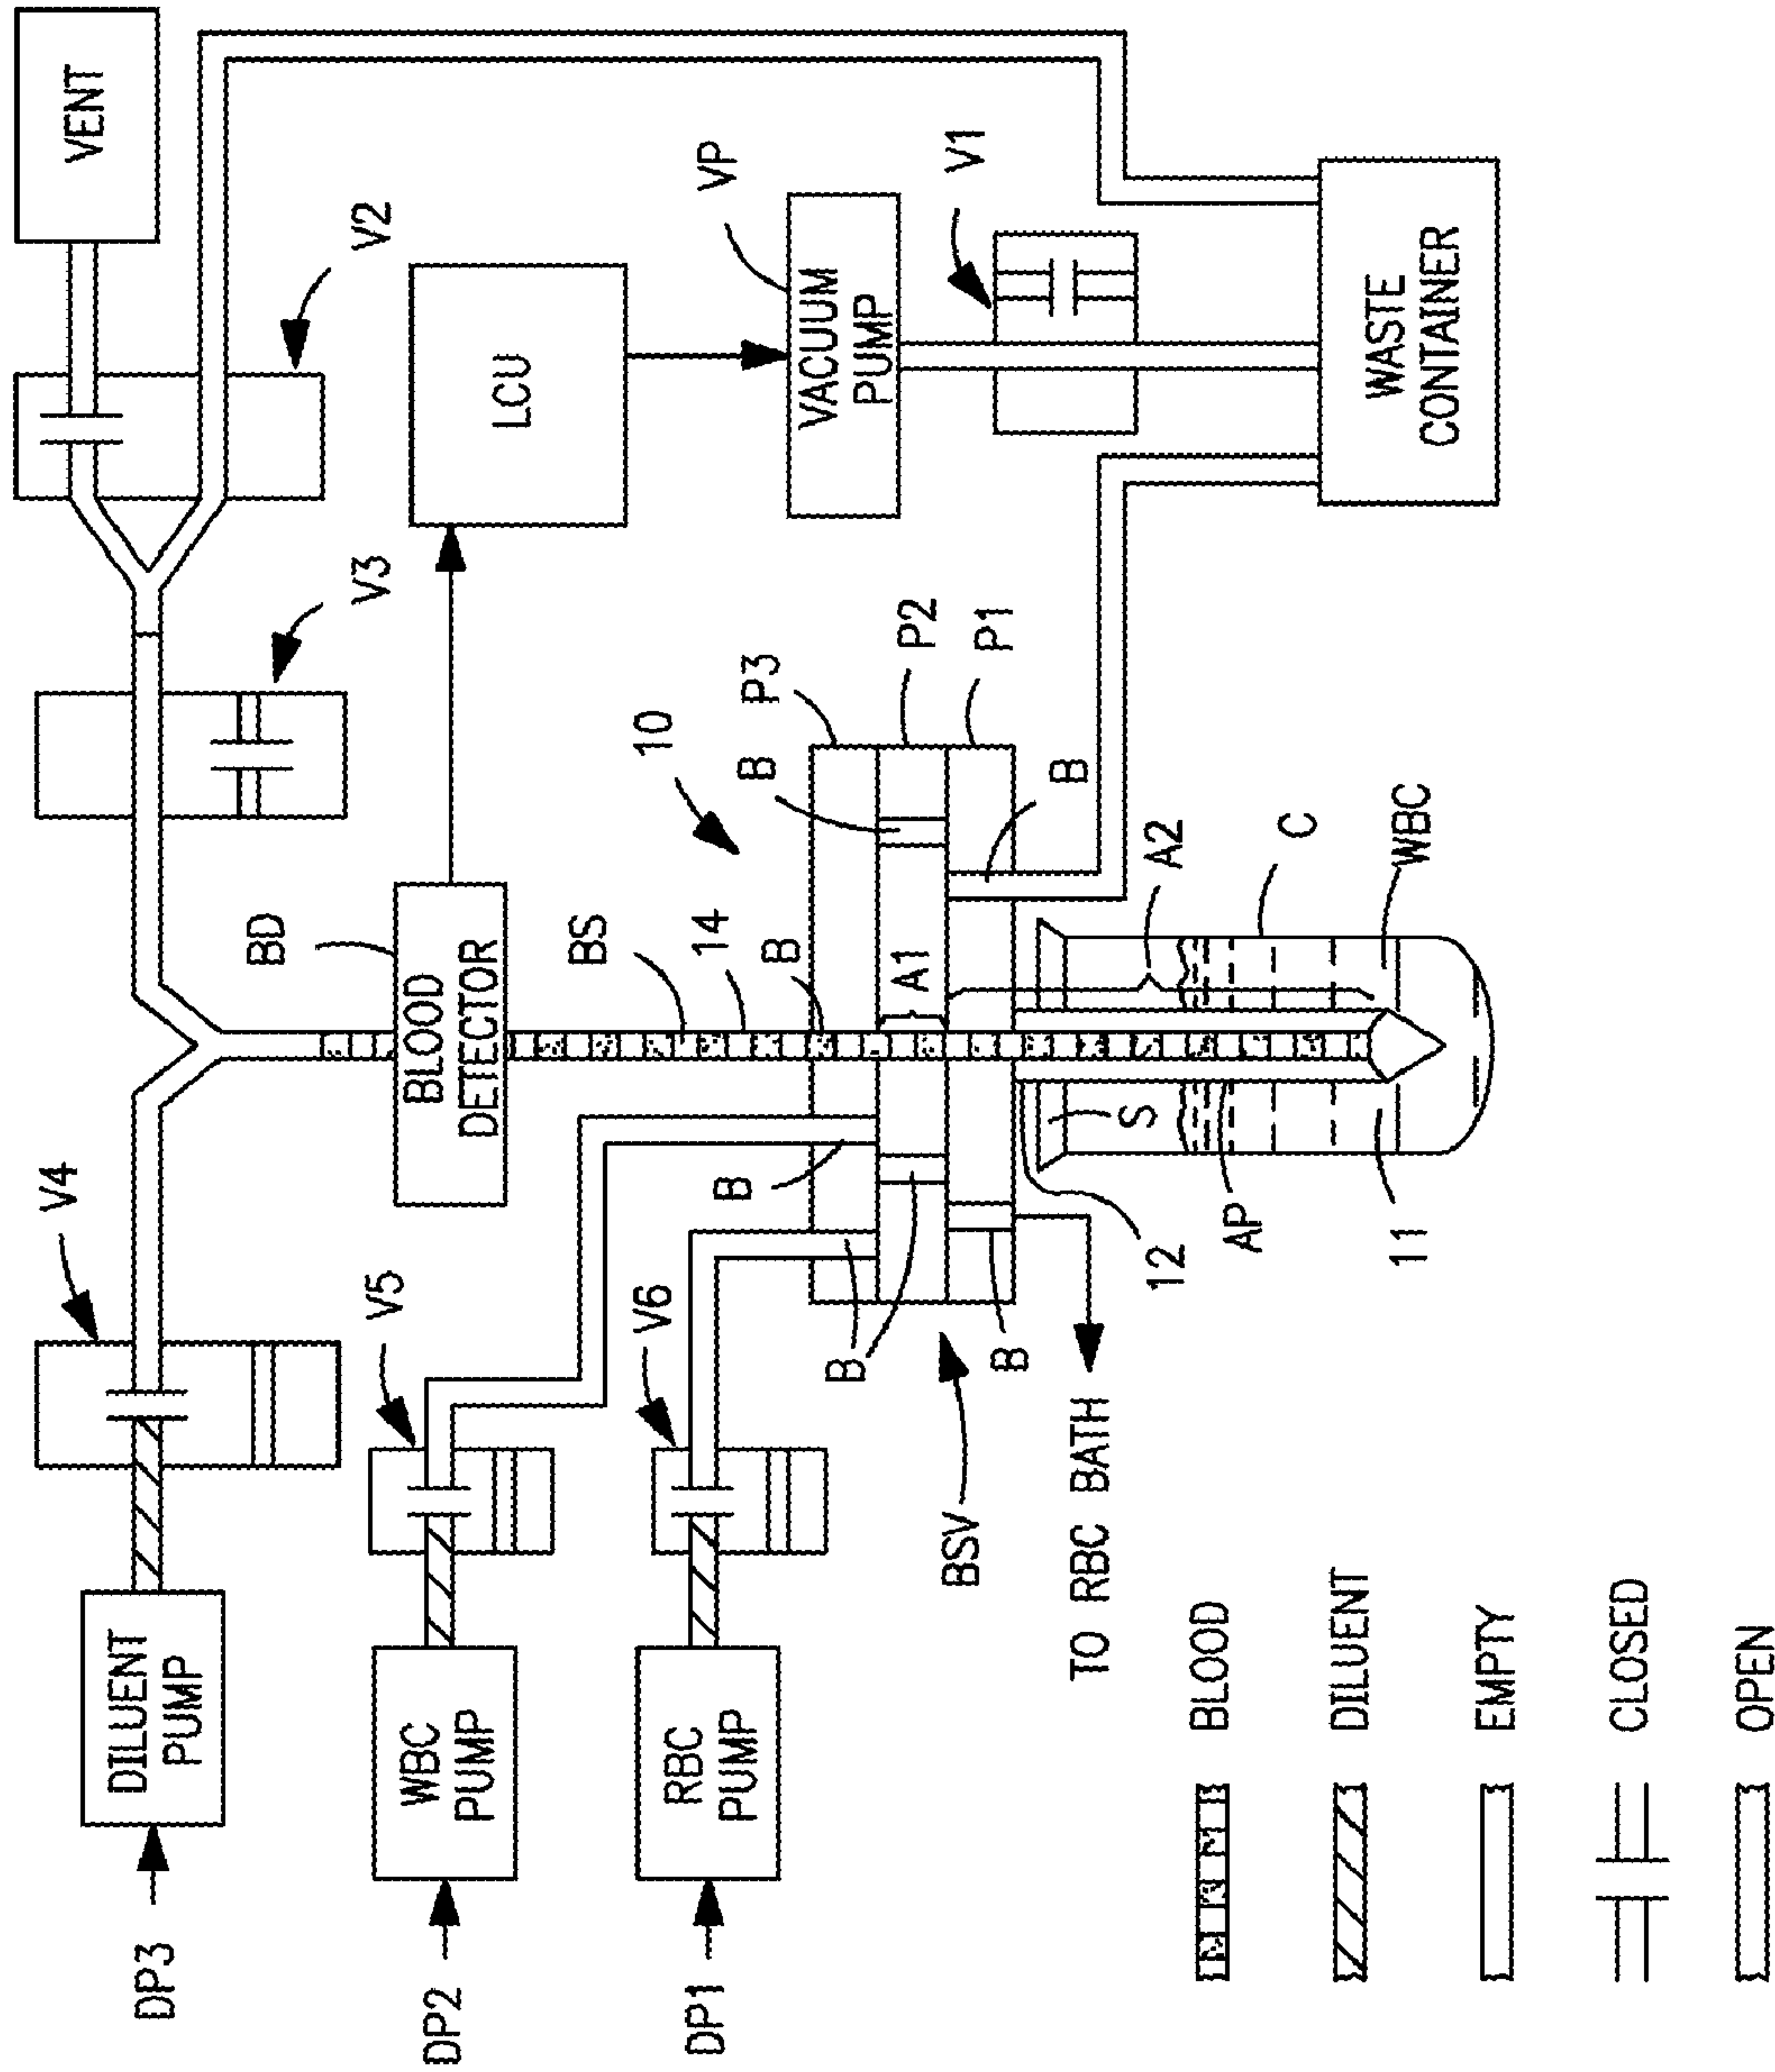 VENT
V2
V3
LCU
VP
VACUUM
PUMP
V1
WASTE
CONTAINER
BD
BLOOD
DETECTOR
BS
14
B
10
B
P3
P2
P1
B
A1
A2
C
WBC
V4
V5
V6
B
B
B
S
12
AP
11
BSV
TO RBC BATH
DILUENT
PUMP
WBC
PUMP
RBC
PUMP
DP3
DP2
DP1
BLOOD
DILUENT
EMPTY
CLOSED
OPEN